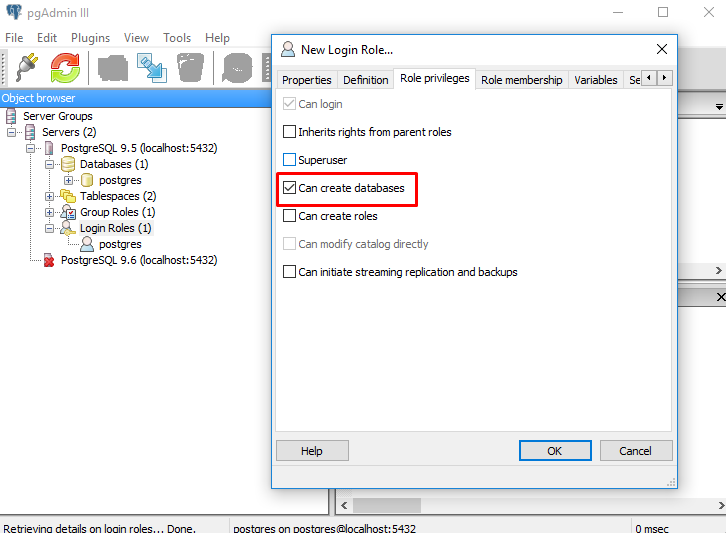 pgAdmin III
File Edit Plugins View Tools Help
Object browser
Server Groups
Servers (2)
PostgreSQL 9.5 (localhost:5432)
Databases (1)
postgres
Tablespaces (2)
Group Roles (1)
Login Roles (1)
postgres
PostgreSQL 9.6 (localhost:5432)
New Login Role...
Properties Definition Role privileges Role membership Variables Se
Can login
Inherits rights from parent roles
Superuser
Can create databases
Can create roles
Can modify catalog directly
Can initiate streaming replication and backups
Help OK Cancel
Retrieving details on login roles... Done. postgres on postgres@localhost:5432 0 msec